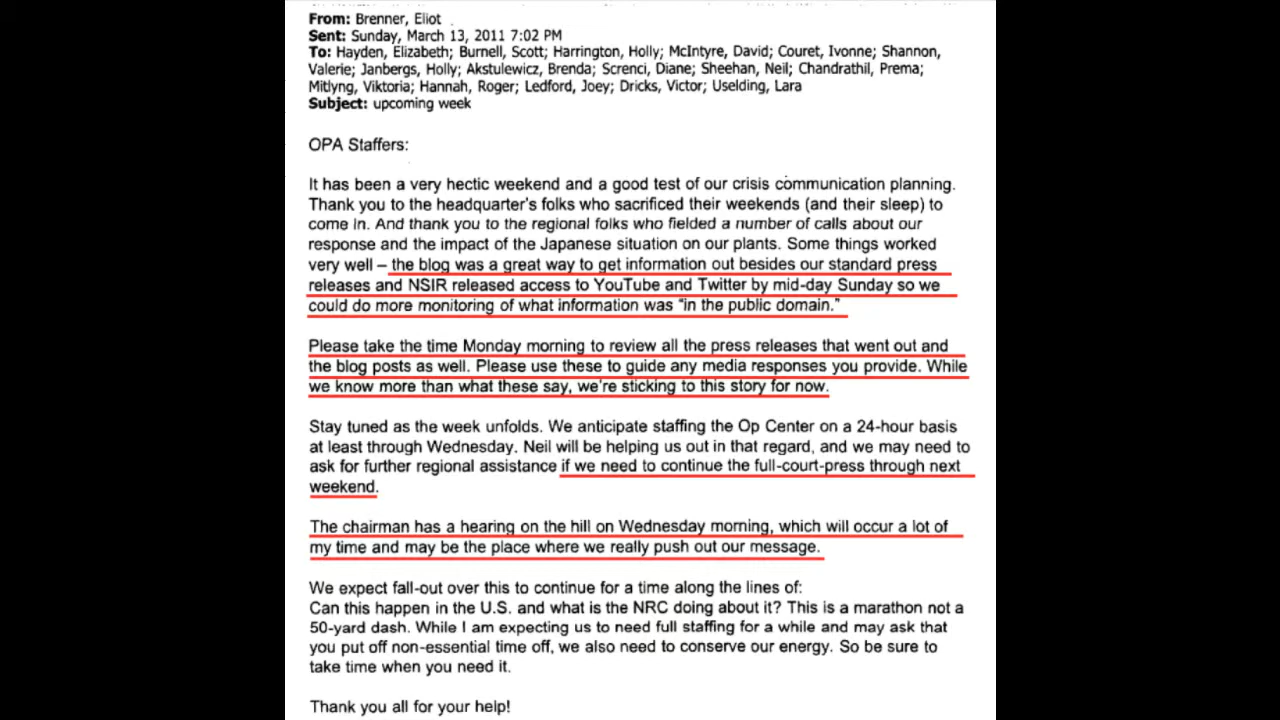 From: Brenner, Eliot
Sent: Sunday, March 13, 2011 7:02 PM
To: Hayden, Elizabeth; Burnell, Scott; Harrington, Holly; McIntyre, David; Couret, Ivonne; Shannon,
Valerie; Janbergs, Holly; Akstulewicz, Brenda; Screnci, Diane; Sheehan, Neil; Chandrathil, Prema;
Mitlyng, Viktoria; Hannah, Roger; Ledford, Joey; Dricks, Victor; Uselding, Lara
Subject: upcoming week
OPA Staffers:
It has been a very hectic weekend and a good test of our crisis communication planning.
Thank you to the headquarter's folks who sacrificed their weekends (and their sleep) to
come in. And thank you to the regional folks who fielded a number of calls about our
response and the impact of the Japanese situation on our plants. Some things worked
very well – the blog was a great way to get information out besides our standard press
releases and NSIR released access to YouTube and Twitter by mid-day Sunday so we
could do more monitoring of what information was "in the public domain."
Please take the time Monday morning to review all the press releases that went out and
the blog posts as well. Please use these to guide any media responses you provide. While
we know more than what these say, we're sticking to this story for now.
Stay tuned as the week unfolds. We anticipate staffing the Op Center on a 24-hour basis
at least through Wednesday. Neil will be helping us out in that regard, and we may need to
ask for further regional assistance if we need to continue the full-court-press through next
weekend.
The chairman has a hearing on the hill on Wednesday morning, which will occur a lot of
my time and may be the place where we really push out our message.
We expect fall-out over this to continue for a time along the lines of:
Can this happen in the U.S. and what is the NRC doing about it? This is a marathon not a
50-yard dash. While I am expecting us to need full staffing for a while and may ask that
you put off non-essential time off, we also need to conserve our energy. So be sure to
take time when you need it.
Thank you all for your help!